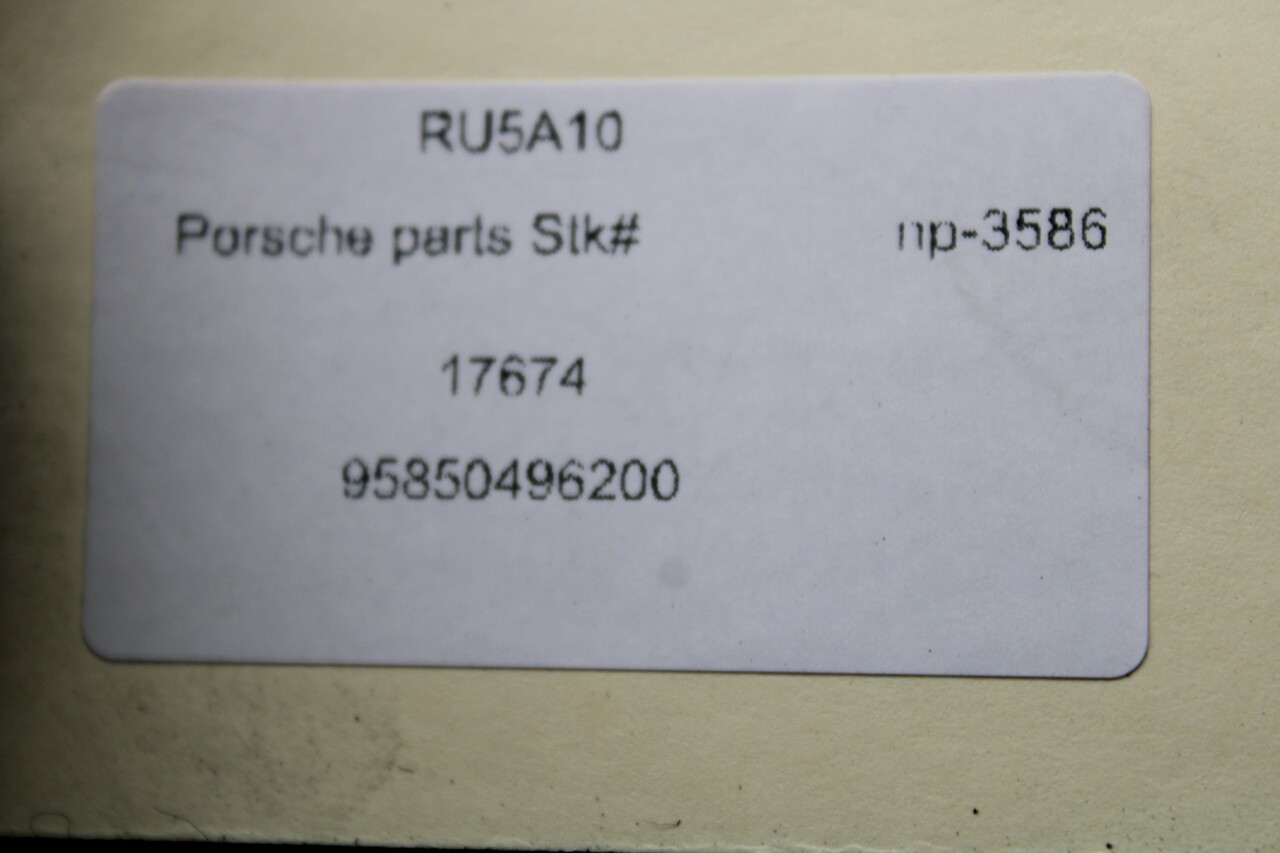 RU5A10
Porsche parts Stk# np-3586
17674
95850496200